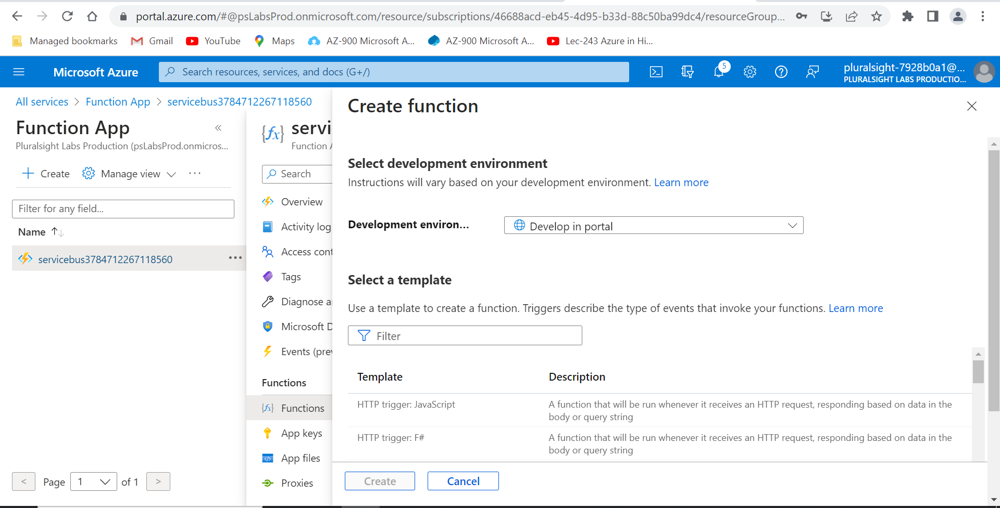 portal.azure.com/#@psLabsProd.onmicrosoft.com/resource/subscriptions/46688acd-eb45-4d95-b33d-88c50ba99dc4/resourceGroup...
Managed bookmarks Gmail YouTube Maps AZ-900 Microsoft A... AZ-900 Microsoft A... Lec-243 Azure in Hi...
Microsoft Azure Search resources, services, and docs (G+/) 5 pluralsight-7928b0a1@...
PLURALSIGHT LABS PRODUCTIO...
All services > Function App > servicebus3784712267118560
Function App «
Pluralsight Labs Production (psLabsProd.onmicros...
+ Create Manage view ...
Filter for any field...
Name ↑↓
servicebus3784712267118560 ...
< Page 1 of 1 >
{fx} servi
Function A
Search
Overview
Activity log
Access cont
Tags
Diagnose a
Microsoft D
Events (prev
Functions
{fx} Functions
App keys
App files
Proxies
Create function
Select development environment
Instructions will vary based on your development environment. Learn more
Development environ... Develop in portal
Select a template
Use a template to create a function. Triggers describe the type of events that invoke your functions. Learn more
Filter
Template Description
HTTP trigger: JavaScript A function that will be run whenever it receives an HTTP request, responding based on data in the
body or query string
HTTP trigger: F# A function that will be run whenever it receives an HTTP request, responding based on data in the
body or query string
Create Cancel